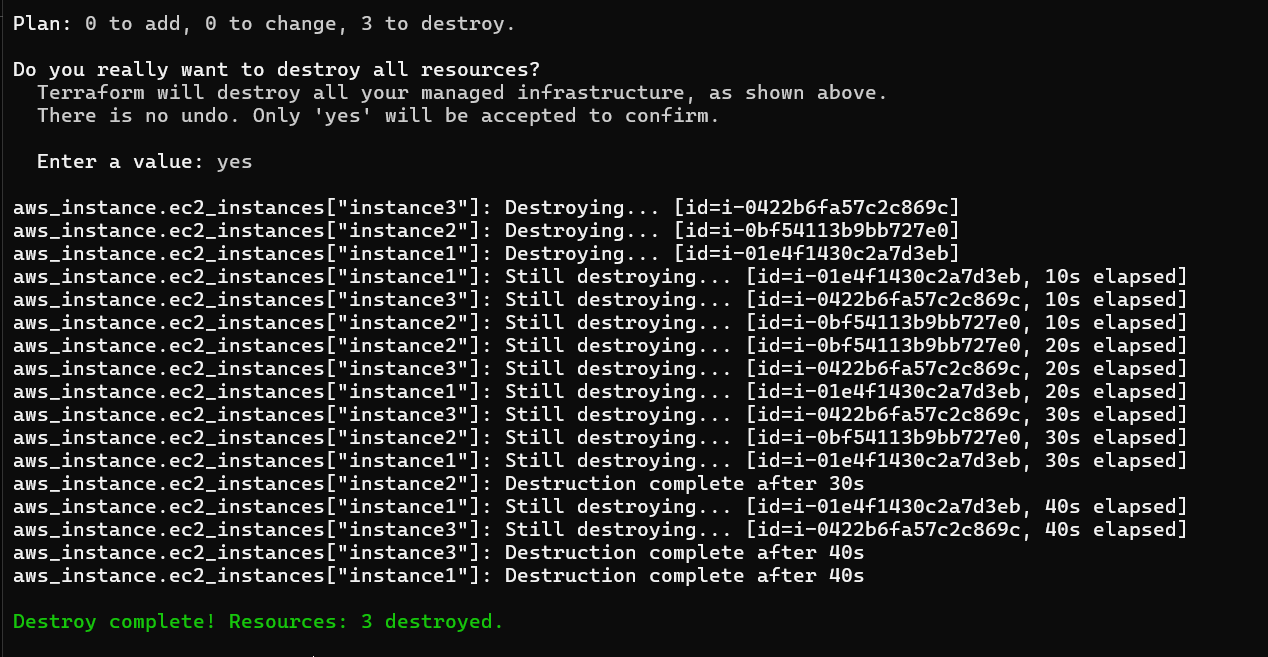 Plan: 0 to add, 0 to change, 3 to destroy.
Do you really want to destroy all resources?
Terraform will destroy all your managed infrastructure, as shown above.
There is no undo. Only 'yes' will be accepted to confirm.
Enter a value: yes
aws_instance.ec2_instances["instance3"]: Destroying... [id=i-0422b6fa57c2c869c]
aws_instance.ec2_instances["instance2"]: Destroying... [id=i-0bf54113b9bb727e0]
aws_instance.ec2_instances["instance1"]: Destroying... [id=i-01e4f1430c2a7d3eb]
aws_instance.ec2_instances["instance1"]: Still destroying... [id=i-01e4f1430c2a7d3eb, 10s elapsed]
aws_instance.ec2_instances["instance3"]: Still destroying... [id=i-0422b6fa57c2c869c, 10s elapsed]
aws_instance.ec2_instances["instance2"]: Still destroying... [id=i-0bf54113b9bb727e0, 10s elapsed]
aws_instance.ec2_instances["instance2"]: Still destroying... [id=i-0bf54113b9bb727e0, 20s elapsed]
aws_instance.ec2_instances["instance3"]: Still destroying... [id=i-0422b6fa57c2c869c, 20s elapsed]
aws_instance.ec2_instances["instance1"]: Still destroying... [id=i-01e4f1430c2a7d3eb, 20s elapsed]
aws_instance.ec2_instances["instance3"]: Still destroying... [id=i-0422b6fa57c2c869c, 30s elapsed]
aws_instance.ec2_instances["instance2"]: Still destroying... [id=i-0bf54113b9bb727e0, 30s elapsed]
aws_instance.ec2_instances["instance1"]: Still destroying... [id=i-01e4f1430c2a7d3eb, 30s elapsed]
aws_instance.ec2_instances["instance2"]: Destruction complete after 30s
aws_instance.ec2_instances["instance1"]: Still destroying... [id=i-01e4f1430c2a7d3eb, 40s elapsed]
aws_instance.ec2_instances["instance3"]: Still destroying... [id=i-0422b6fa57c2c869c, 40s elapsed]
aws_instance.ec2_instances["instance3"]: Destruction complete after 40s
aws_instance.ec2_instances["instance1"]: Destruction complete after 40s
Destroy complete! Resources: 3 destroyed.